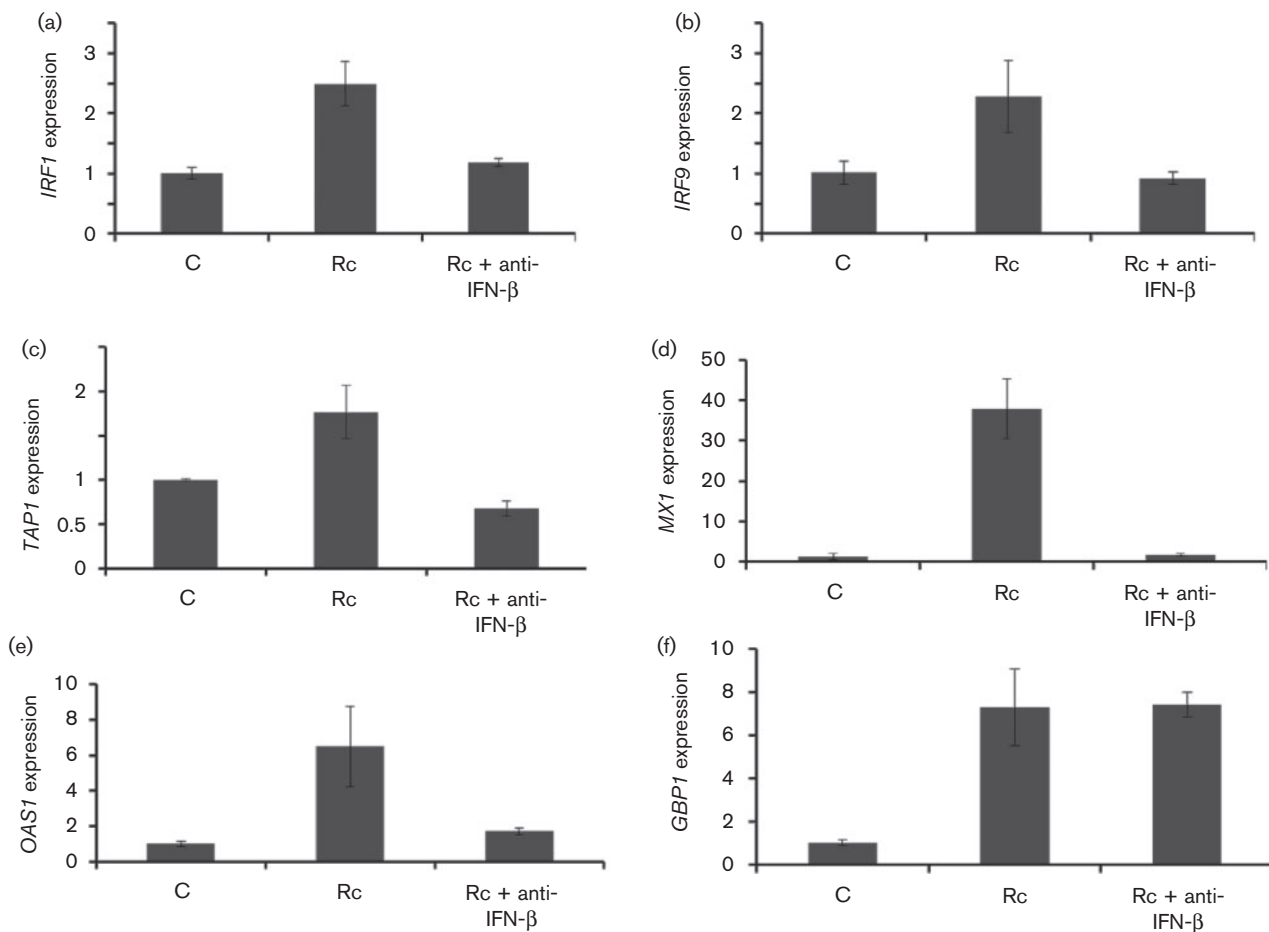 (a)
IRF1 expression
3
2
1
0
C
Rc
Rc + anti-
IFN-β
(b)
IRF9 expression
3
2
1
0
C
Rc
Rc + anti-
IFN-β
(c)
TAP1 expression
2
1
0.5
0
C
Rc
Rc + anti-
IFN-β
(d)
MX1 expression
50
40
30
20
10
0
C
Rc
Rc + anti-
IFN-β
(e)
OAS1 expression
10
8
6
4
2
0
C
Rc
Rc + anti-
IFN-β
(f)
GBP1 expression
10
8
6
4
2
0
C
Rc
Rc + anti-
IFN-β